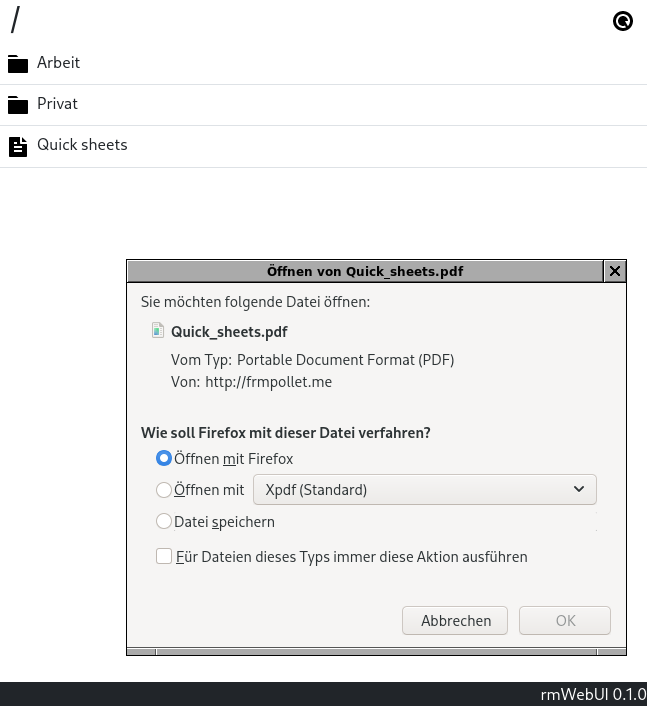 /
Arbeit
Privat
Quick sheets
Öffnen von Quick_sheets.pdf
Sie möchten folgende Datei öffnen:
Quick_sheets.pdf
Vom Typ: Portable Document Format (PDF)
Von: http://frmpollet.me
Wie soll Firefox mit dieser Datei verfahren?
Öffnen mit Firefox
Öffnen mit Xpdf (Standard)
Datei speichern
Für Dateien dieses Typs immer diese Aktion ausführen
Abbrechen OK
rmWebUI 0.1.0